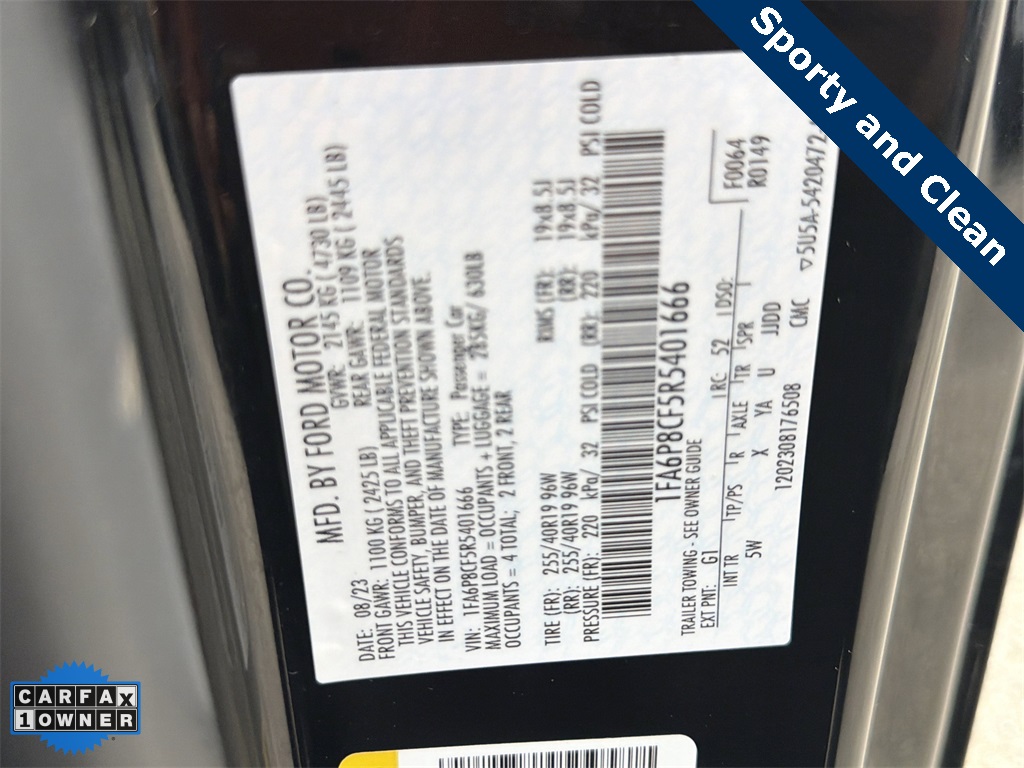 Sporty and Clean
MFD. BY FORD MOTOR CO.
DATE: 08/23 GVWR: 2145 KG ( 4730 LB)
FRONT GAWR: 1100 KG ( 2425 LB) REAR GAWR: 1109 KG ( 2445 LB)
THIS VEHICLE CONFORMS TO ALL APPLICABLE FEDERAL MOTOR
VEHICLE SAFETY, BUMPER, AND THEFT PREVENTION STANDARDS
IN EFFECT ON THE DATE OF MANUFACTURE SHOWN ABOVE.
VIN: 1FA6P8CF5R5401666 TYPE: Passenger Car
MAXIMUM LOAD = OCCUPANTS + LUGGAGE = 285KG/ 630LB
OCCUPANTS = 4 TOTAL; 2 FRONT, 2 REAR
TIRE (FR): 255/40R19 96W RIMS (FR): 19x8.5J
(RR): 255/40R19 96W (RR): 19x8.5J
PRESSURE (FR): 220 kPa/ 32 PSI COLD (RR): 220 kPa/ 32 PSI COLD
1FA6P8CF5R5401666
F0064
R0149
TRAILER TOWING - SEE OWNER GUIDE
EXT PNT: G1 RC: 52 DSO:
INT TR TP/PS R AXLE TR SPR
5W X YA U JJDD
1202308176508 CMC
▽5U5A-5420472-
CARFAX
1 OWNER